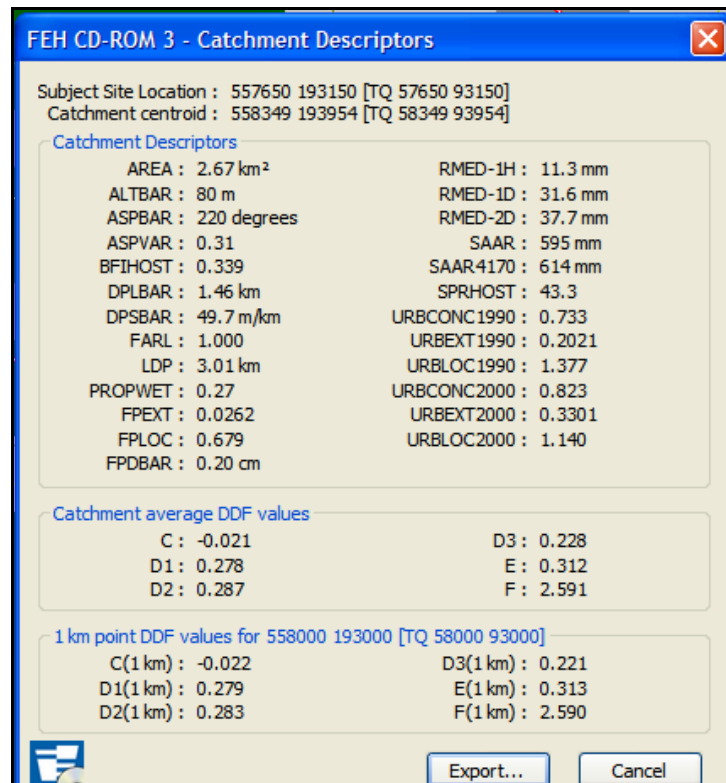 FEH CD-ROM 3 - Catchment Descriptors
Subject Site Location : 557650 193150 [TQ 57650 93150]
Catchment centroid : 558349 193954 [TQ 58349 93954]
Catchment Descriptors
AREA : 2.67 km² RMED-1H : 11.3 mm
ALTBAR : 80 m RMED-1D : 31.6 mm
ASPBAR : 220 degrees RMED-2D : 37.7 mm
ASPVAR : 0.31 SAAR : 595 mm
BFIHOST : 0.339 SAAR4170 : 614 mm
DPLBAR : 1.46 km SPRHOST : 43.3
DPSBAR : 49.7 m/km URBCONC1990 : 0.733
FARL : 1.000 URBEXT1990 : 0.2021
LDP : 3.01 km URBLOC1990 : 1.377
PROPWET : 0.27 URBCONC2000 : 0.823
FPEXT : 0.0262 URBEXT2000 : 0.3301
FPLOC : 0.679 URBLOC2000 : 1.140
FPDBAR : 0.20 cm
Catchment average DDF values
C : -0.021 D3 : 0.228
D1 : 0.278 E : 0.312
D2 : 0.287 F : 2.591
1 km point DDF values for 558000 193000 [TQ 58000 93000]
C(1 km) : -0.022 D3(1 km) : 0.221
D1(1 km) : 0.279 E(1 km) : 0.313
D2(1 km) : 0.283 F(1 km) : 2.590
Export... Cancel